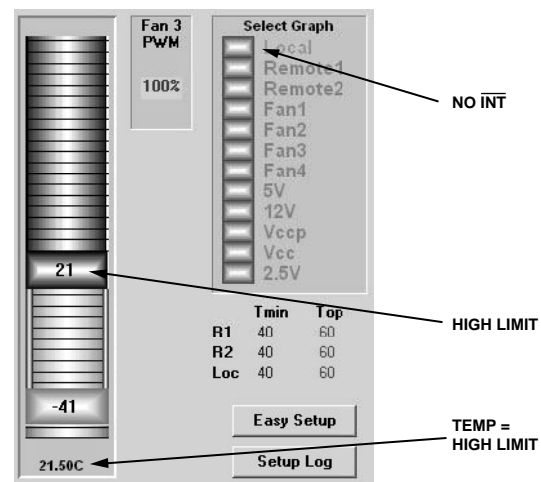 Fan 3
PWM
100%
Select Graph
Local
Remote1
Remote2
Fan1
Fan2
Fan3
Fan4
5V
12V
Vccp
Vcc
2.5V
NO I̅N̅T̅
21
HIGH LIMIT
Tmin Top
R1 40 60
R2 40 60
Loc 40 60
-41
Easy Setup
TEMP =
HIGH LIMIT
21.50C
Setup Log